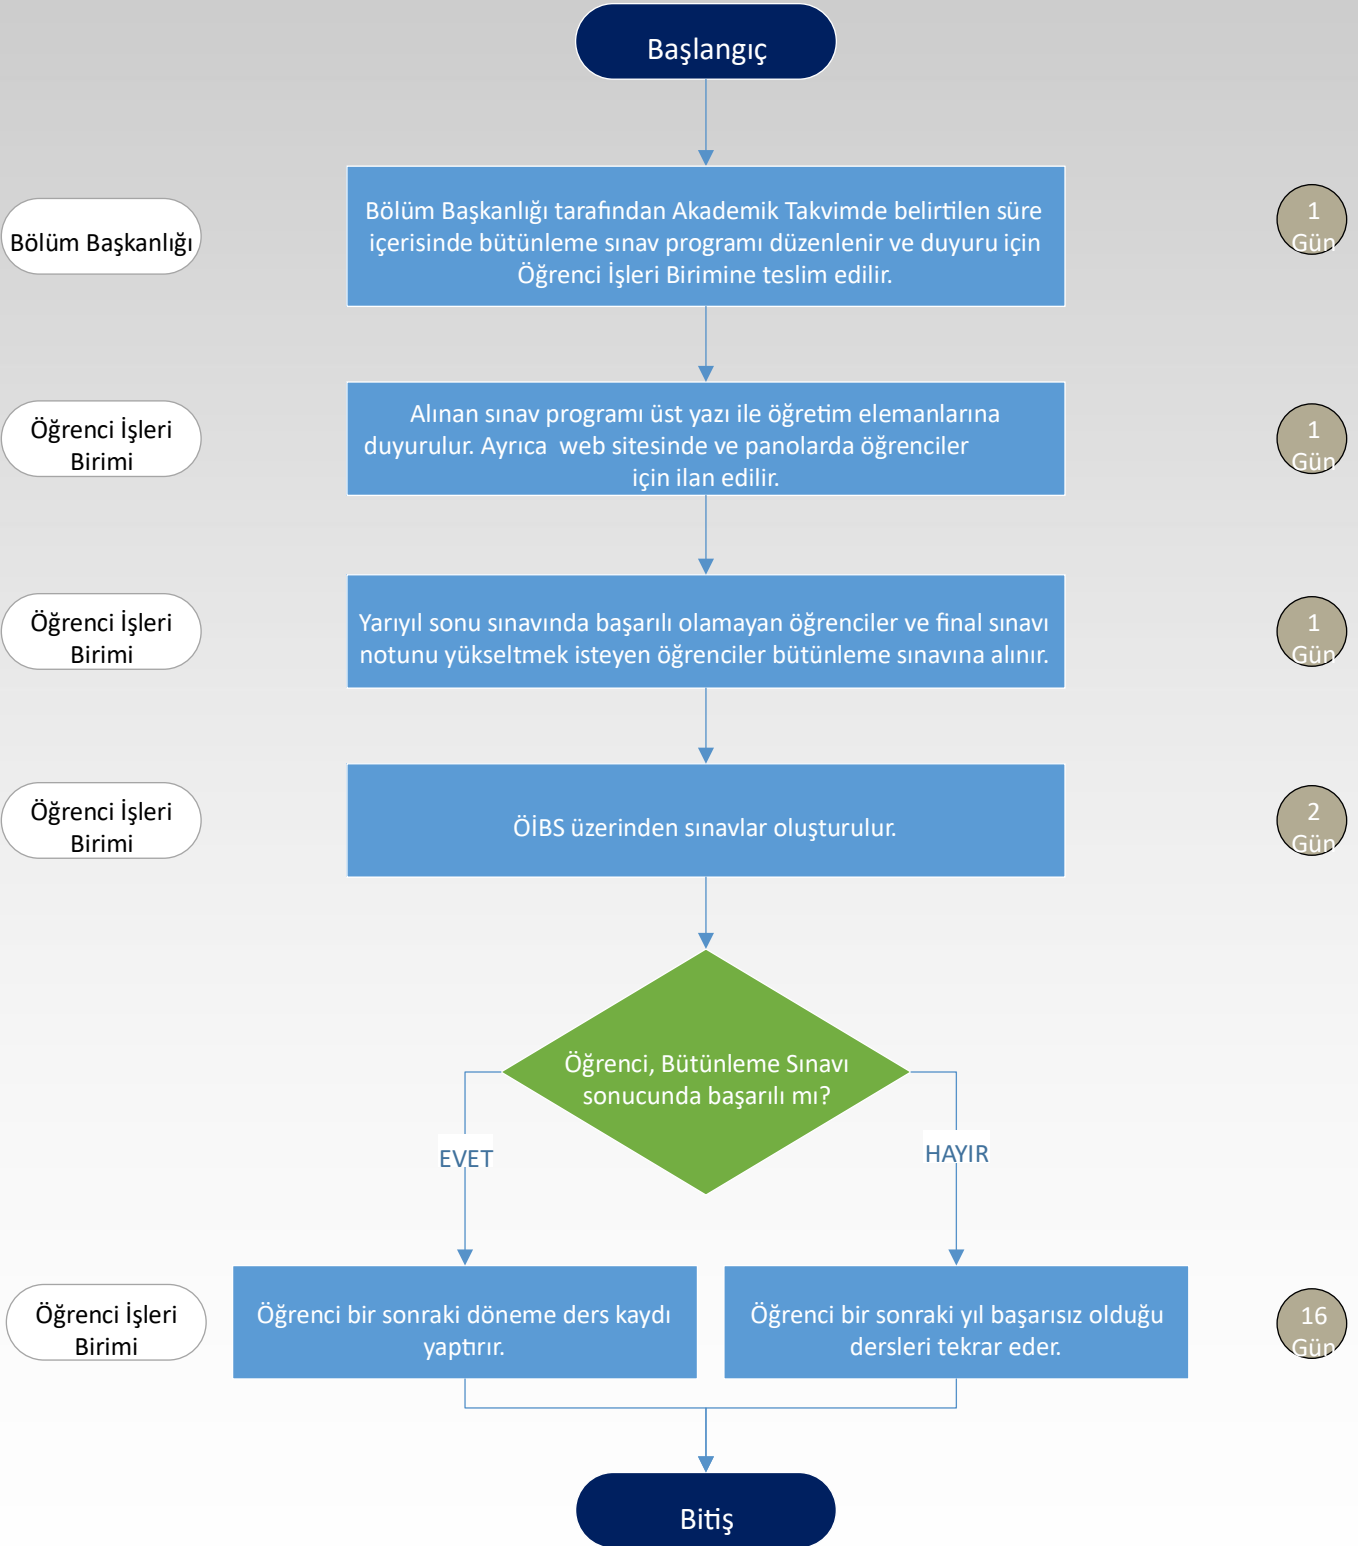 Başlangıç
Bölüm Başkanlığı
Bölüm Başkanlığı tarafından Akademik Takvimde belirtilen süre
içerisinde bütünleme sınav programı düzenlenir ve duyuru için
Öğrenci İşleri Birimine teslim edilir.
1
Gün
Öğrenci İşleri
Birimi
Alınan sınav programı üst yazı ile öğretim elemanlarına
duyurulur. Ayrıca  web sitesinde ve panolarda öğrenciler
için ilan edilir.
1
Gün
Öğrenci İşleri
Birimi
Yarıyıl sonu sınavında başarılı olamayan öğrenciler ve final sınavı
notunu yükseltmek isteyen öğrenciler bütünleme sınavına alınır.
1
Gün
Öğrenci İşleri
Birimi
ÖİBS üzerinden sınavlar oluşturulur.
2
Gün
Öğrenci, Bütünleme Sınavı
sonucunda başarılı mı?
EVET
HAYIR
Öğrenci İşleri
Birimi
Öğrenci bir sonraki döneme ders kaydı
yaptırır.
Öğrenci bir sonraki yıl başarısız olduğu
dersleri tekrar eder.
16
Gün
Bitiş